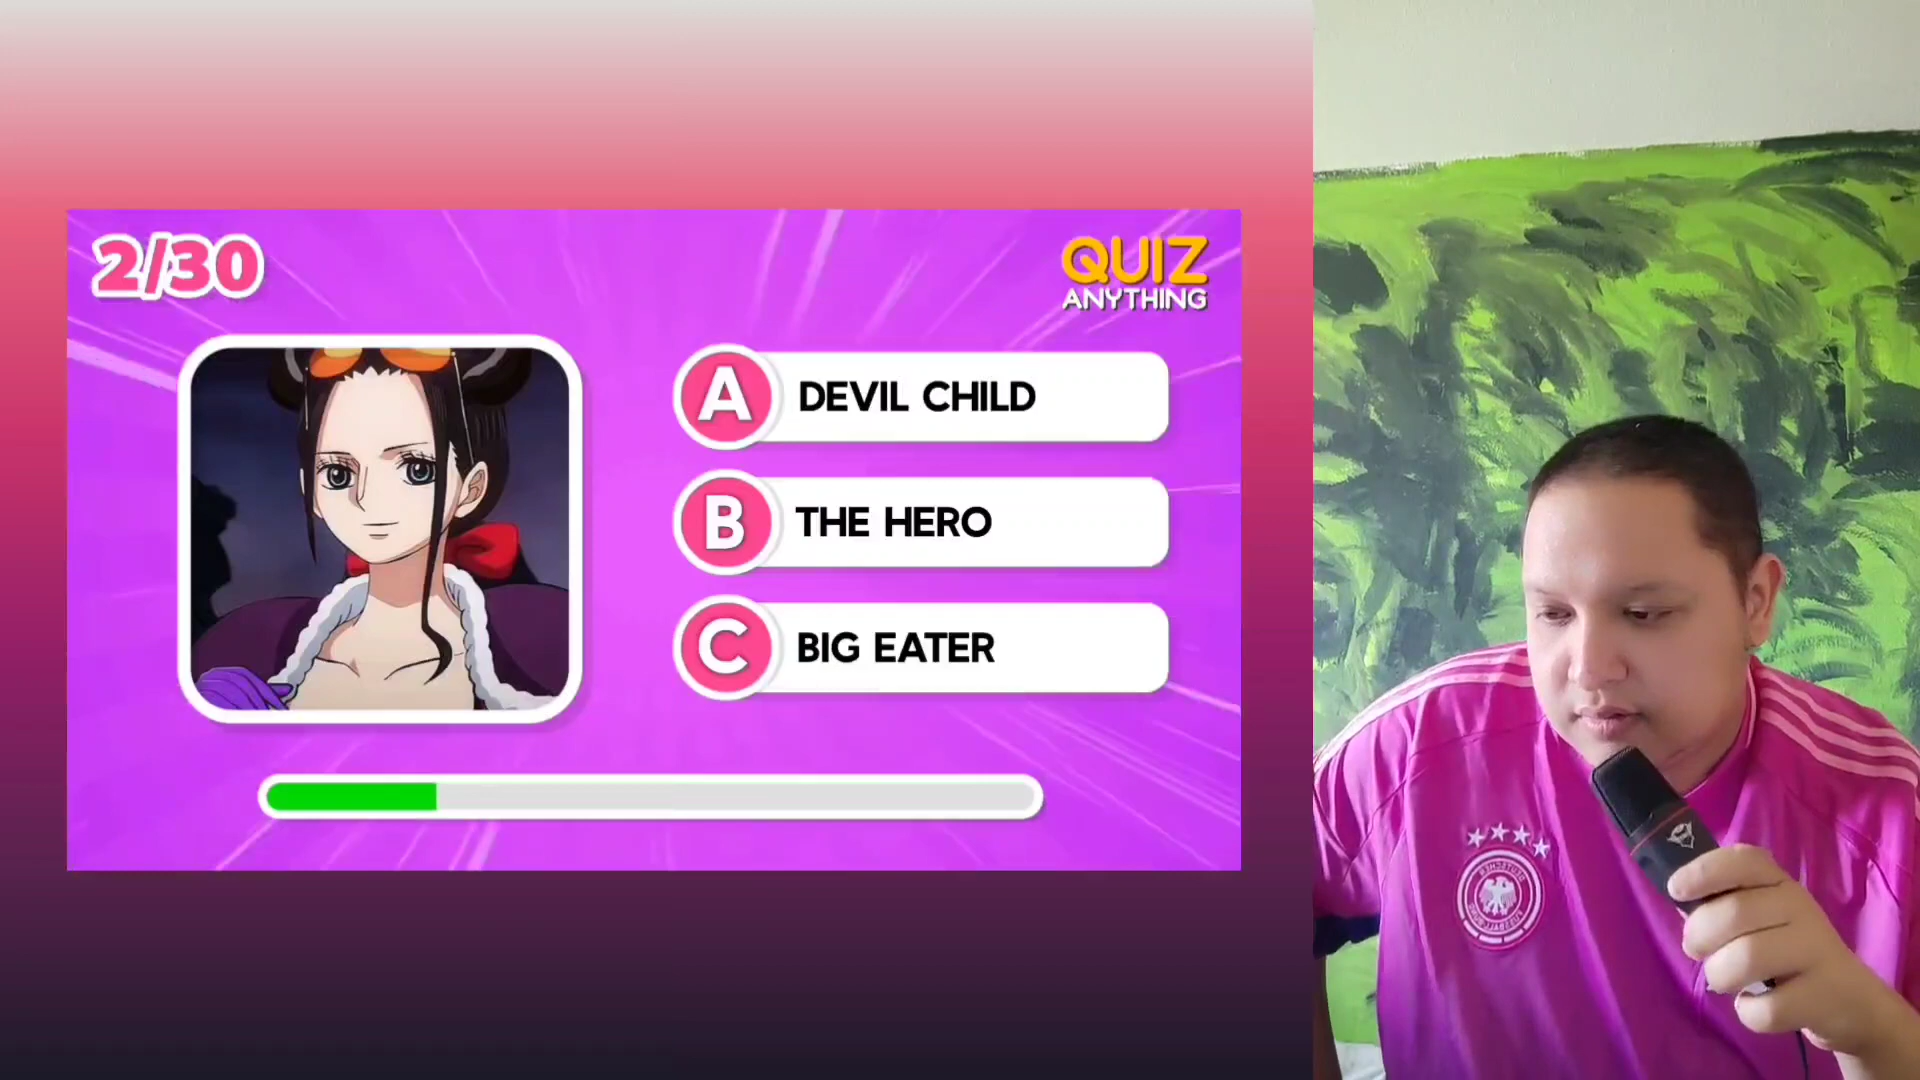 2/30
QUIZ
ANYTHING
A DEVIL CHILD
B THE HERO
C BIG EATER